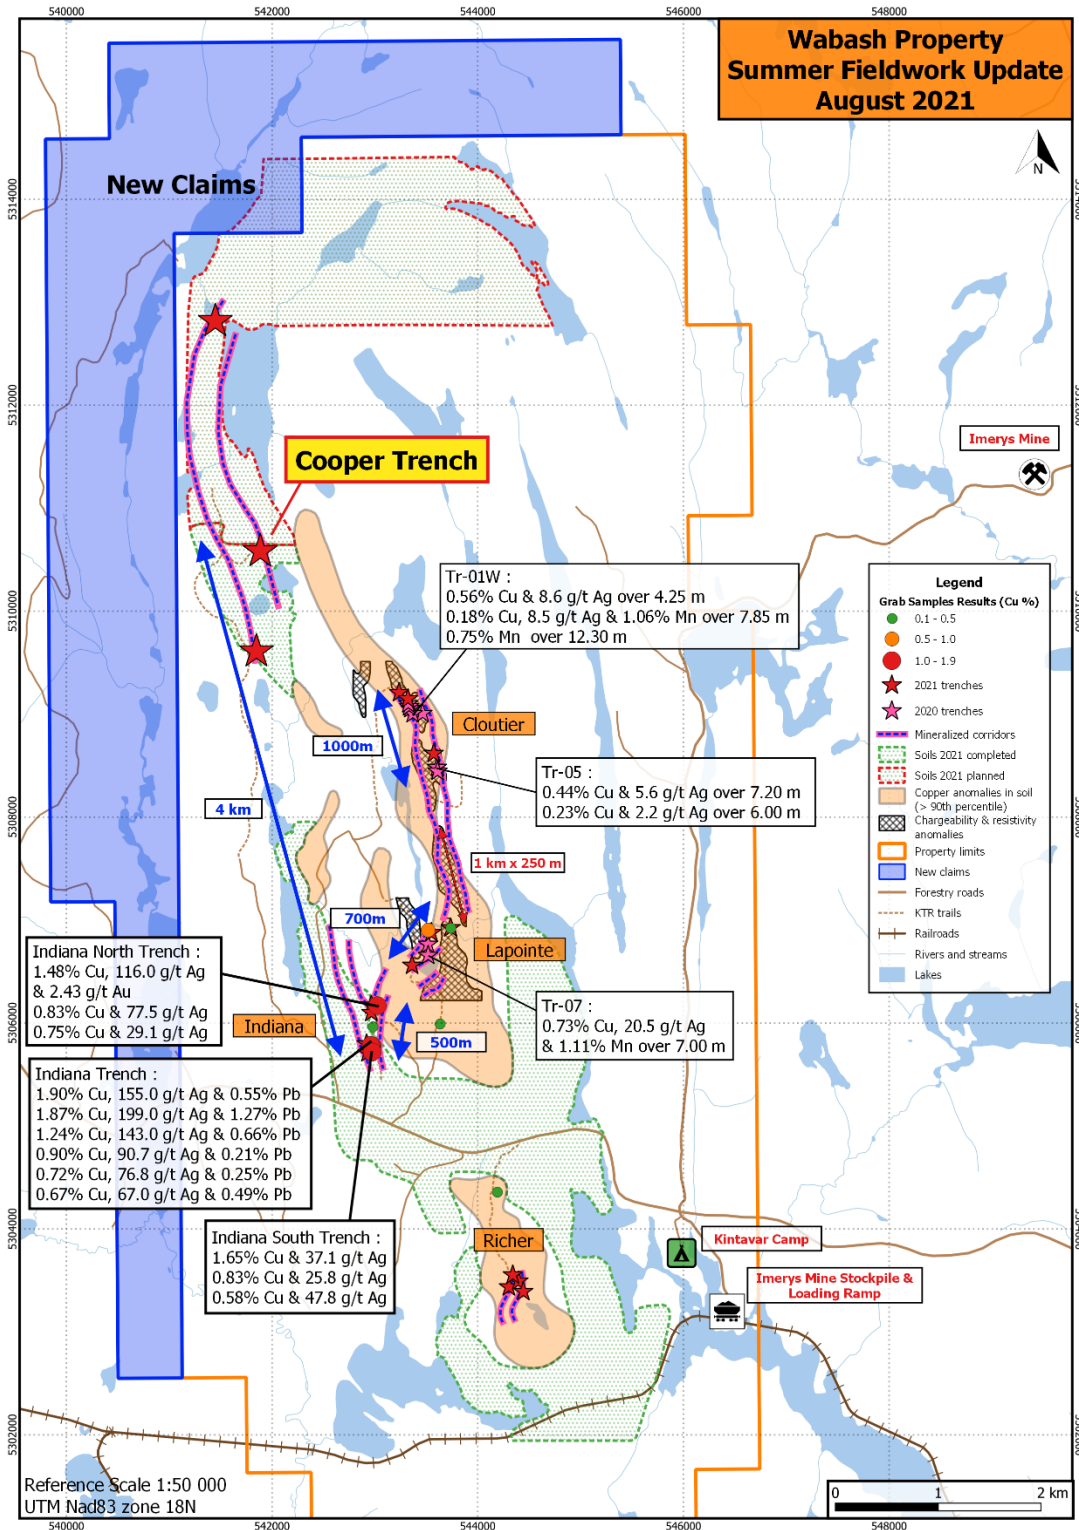 540000
542000
544000
546000
548000
Wabash Property
Summer Fieldwork Update
August 2021
N
New Claims
5314000
5314000
5312000
5312000
Imerys Mine
Cooper Trench
Tr-01W :
0.56% Cu & 8.6 g/t Ag over 4.25 m
0.18% Cu, 8.5 g/t Ag & 1.06% Mn over 7.85 m
0.75% Mn over 12.30 m
5310000
5310000
Legend
Grab Samples Results (Cu %)
0.1 - 0.5
0.5 - 1.0
1.0 - 1.9
2021 trenches
2020 trenches
Mineralized corridors
Soils 2021 completed
Soils 2021 planned
Copper anomalies in soil
(> 90th percentile)
Chargeability & resistivity
anomalies
Property limits
New claims
Forestry roads
KTR trails
Railroads
Rivers and streams
Lakes
Cloutier
1000m
Tr-05 :
0.44% Cu & 5.6 g/t Ag over 7.20 m
0.23% Cu & 2.2 g/t Ag over 6.00 m
4 km
5308000
5308000
1 km x 250 m
700m
Lapointe
Indiana North Trench :
1.48% Cu, 116.0 g/t Ag
& 2.43 g/t Au
0.83% Cu & 77.5 g/t Ag
0.75% Cu & 29.1 g/t Ag
Indiana
500m
Tr-07 :
0.73% Cu, 20.5 g/t Ag
& 1.11% Mn over 7.00 m
5306000
5306000
Indiana Trench :
1.90% Cu, 155.0 g/t Ag & 0.55% Pb
1.87% Cu, 199.0 g/t Ag & 1.27% Pb
1.24% Cu, 143.0 g/t Ag & 0.66% Pb
0.90% Cu, 90.7 g/t Ag & 0.21% Pb
0.72% Cu, 76.8 g/t Ag & 0.25% Pb
0.67% Cu, 67.0 g/t Ag & 0.49% Pb
Indiana South Trench :
1.65% Cu & 37.1 g/t Ag
0.83% Cu & 25.8 g/t Ag
0.58% Cu & 47.8 g/t Ag
5304000
5304000
Richer
Kintavar Camp
Imerys Mine Stockpile &
Loading Ramp
5302000
5302000
Reference Scale 1:50 000
UTM Nad83 zone 18N
0
1
2 km
540000
542000
544000
546000
548000